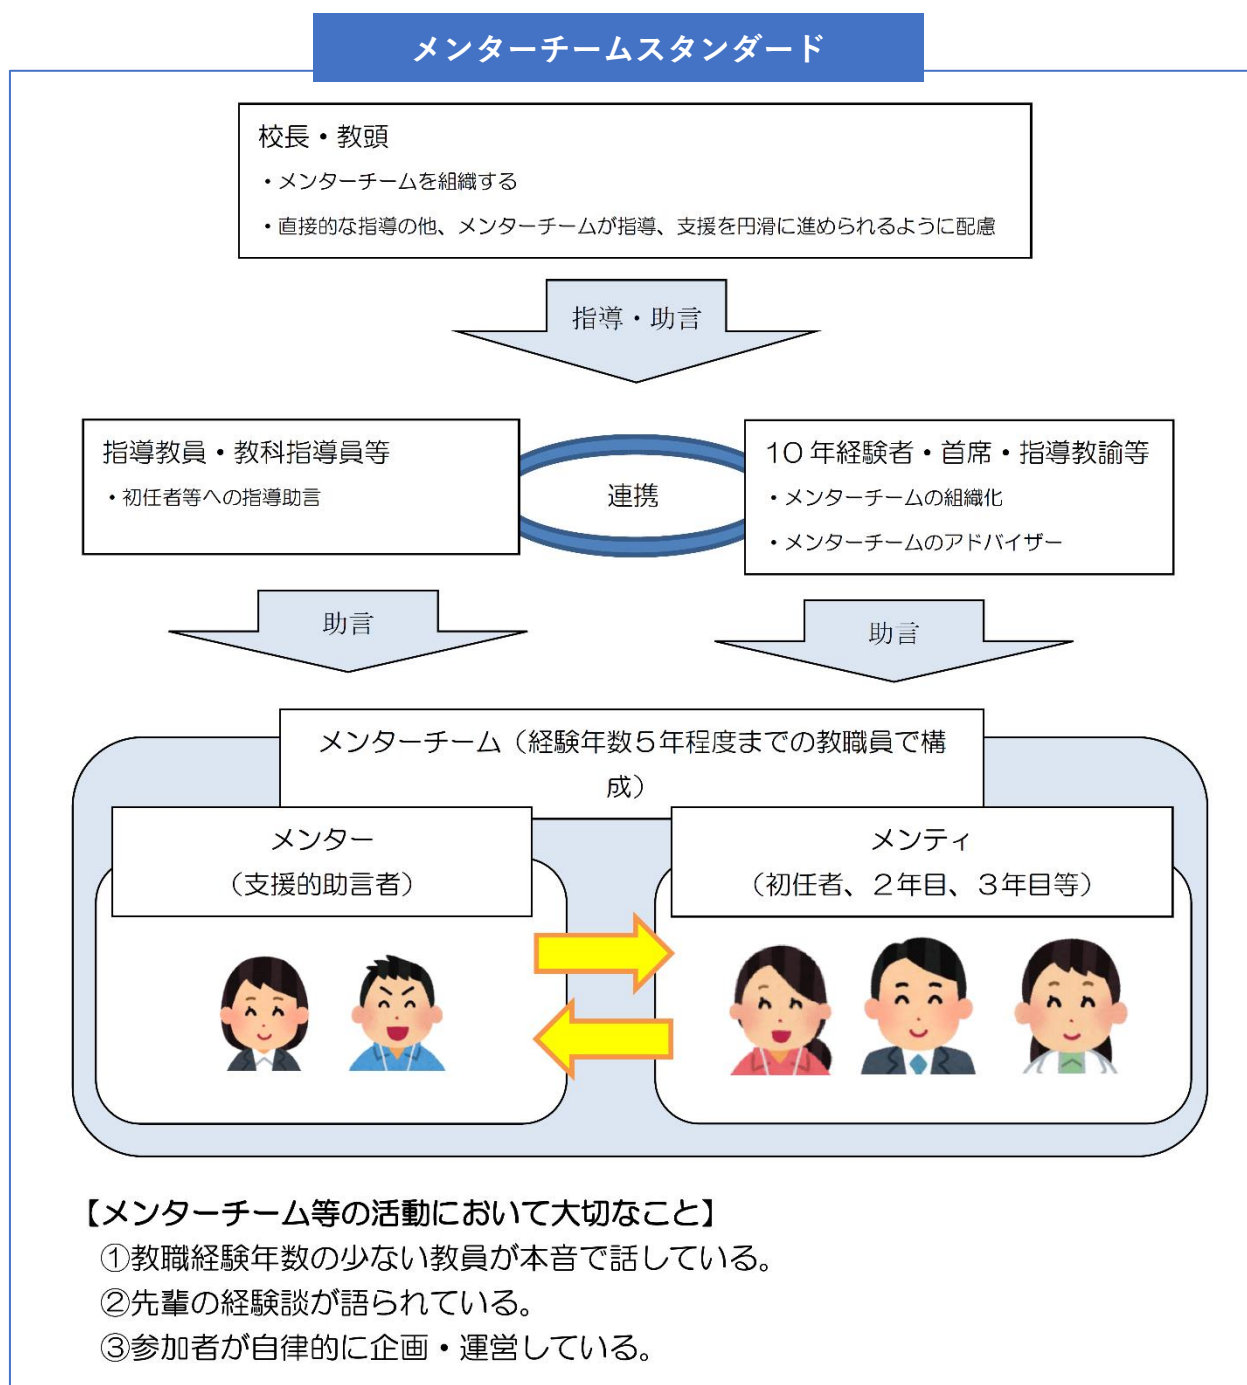 メンターチームスタンダード
校長・教頭
・メンターチームを組織する
・直接的な指導の他、メンターチームが指導、支援を円滑に進められるように配慮
指導・助言
指導教員・教科指導員等
・初任者等への指導助言
連携
10年経験者・首席・指導教諭等
・メンターチームの組織化
・メンターチームのアドバイザー
助言
助言
メンターチーム（経験年数５年程度までの教職員で構
成）
メンター
（支援的助言者）
メンティ
（初任者、２年目、３年目等）
【メンターチーム等の活動において大切なこと】
①教職経験年数の少ない教員が本音で話している。
②先輩の経験談が語られている。
③参加者が自律的に企画・運営している。